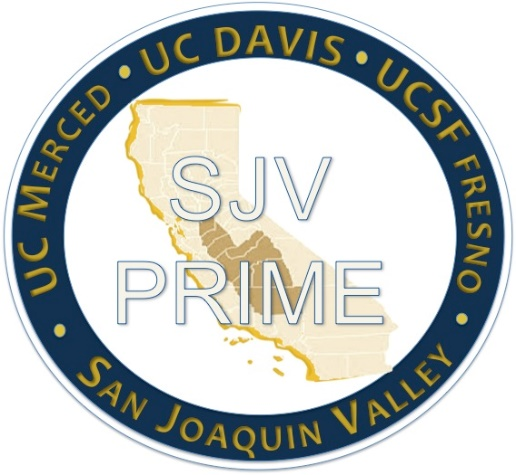 UC MERCED • UC DAVIS • UCSF FRESNO
SJV
PRIME
• SAN JOAQUIN VALLEY •